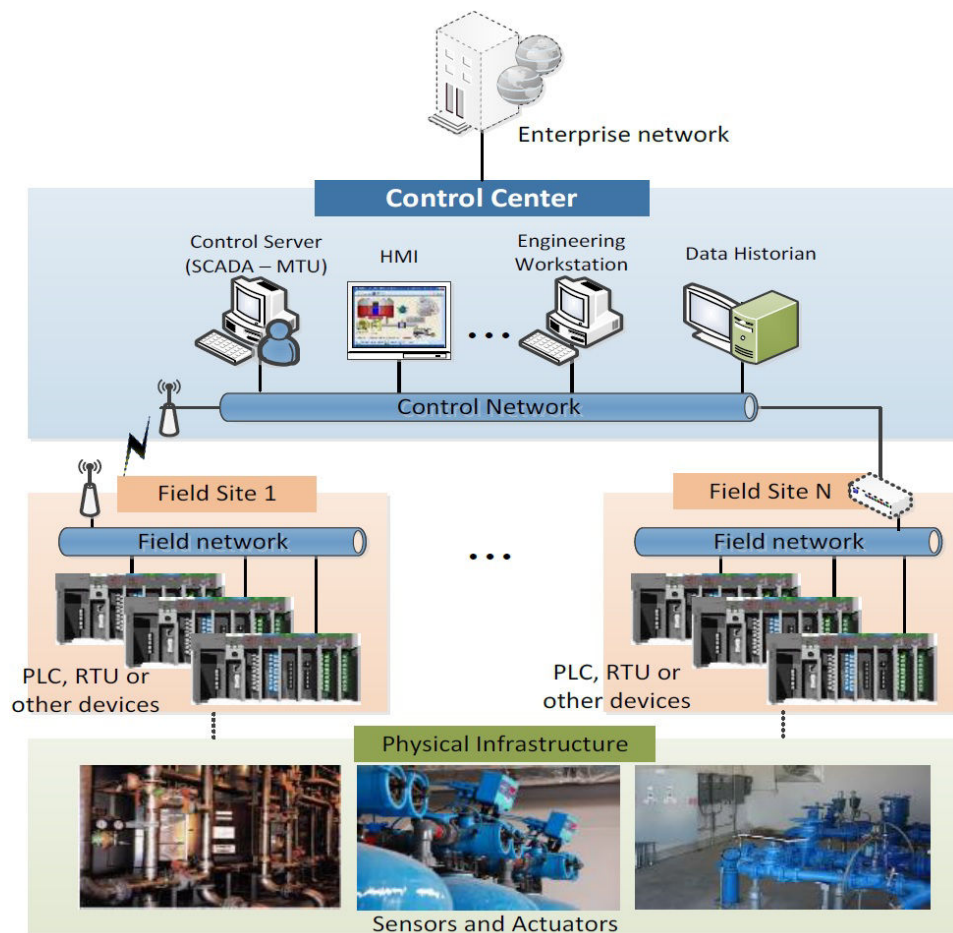 Enterprise network
Control Center
Control Server
(SCADA – MTU)
HMI
Engineering
Workstation
Data Historian
...
Control Network
Field Site 1
Field Site N
Field network
Field network
...
PLC, RTU or
other devices
PLC, RTU or
other devices
Physical Infrastructure
Sensors and Actuators